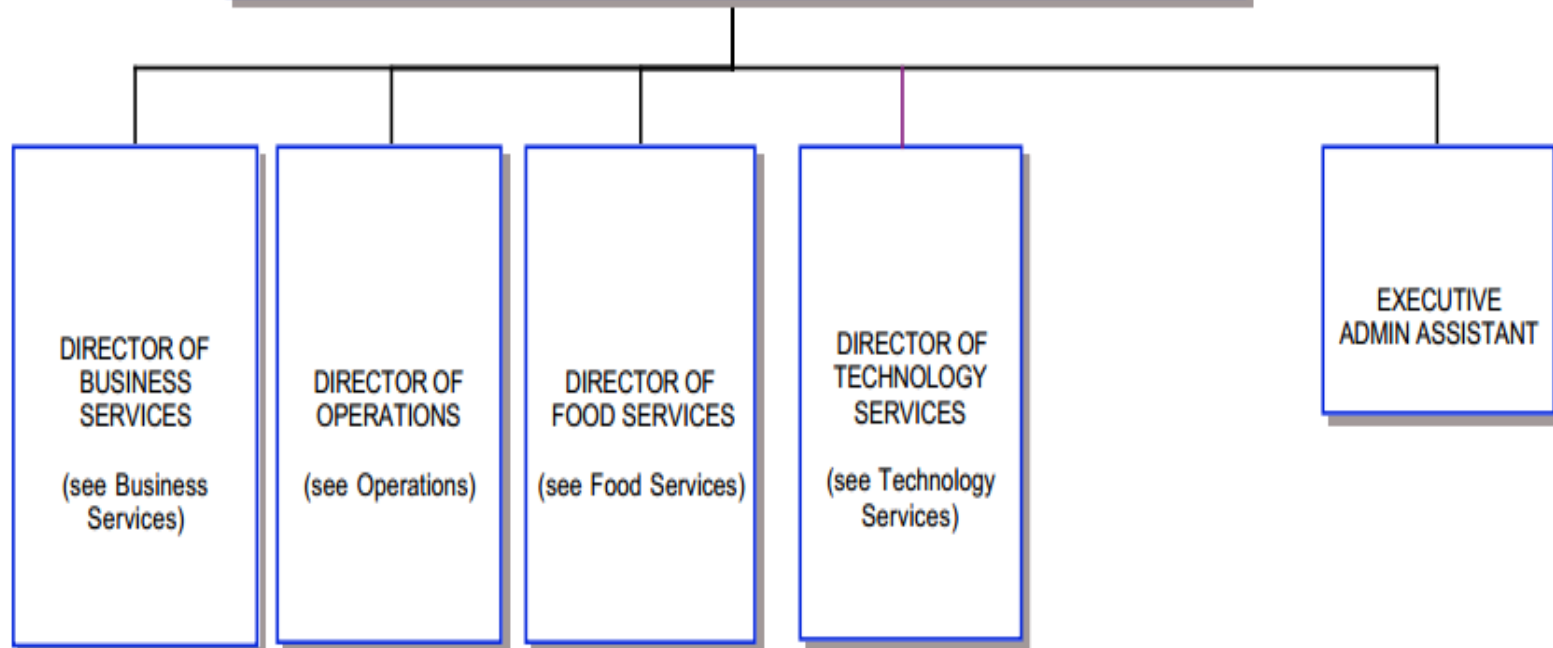 DIRECTOR OF
BUSINESS
SERVICES
(see Business
Services)
DIRECTOR OF
OPERATIONS
(see Operations)
DIRECTOR OF
FOOD SERVICES
(see Food Services)
DIRECTOR OF
TECHNOLOGY
SERVICES
(see Technology
Services)
EXECUTIVE
ADMIN ASSISTANT